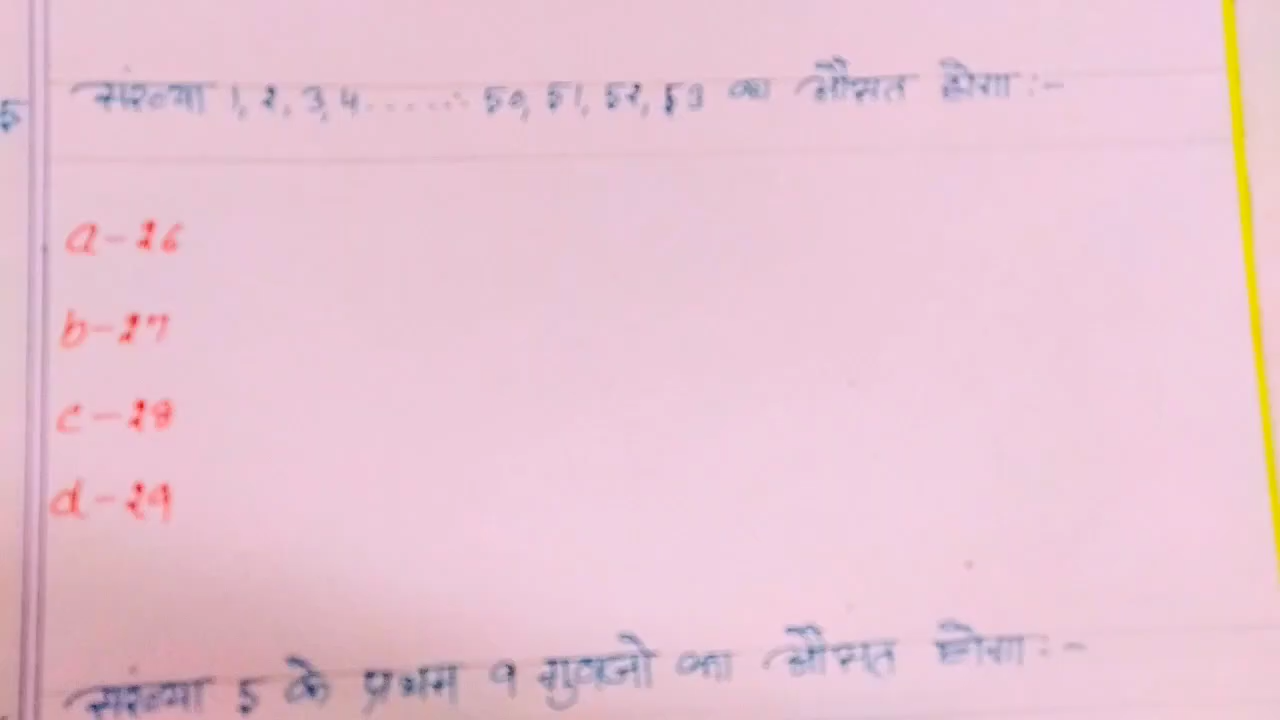 5 संख्या 1, 2, 3, 4 ....... 50, 51, 52, 53 का औसत होगा :-
a - 26
b - 27
c - 28
d - 29
संख्या 5 के प्रथम 9 गुणजो का औसत होगा :-